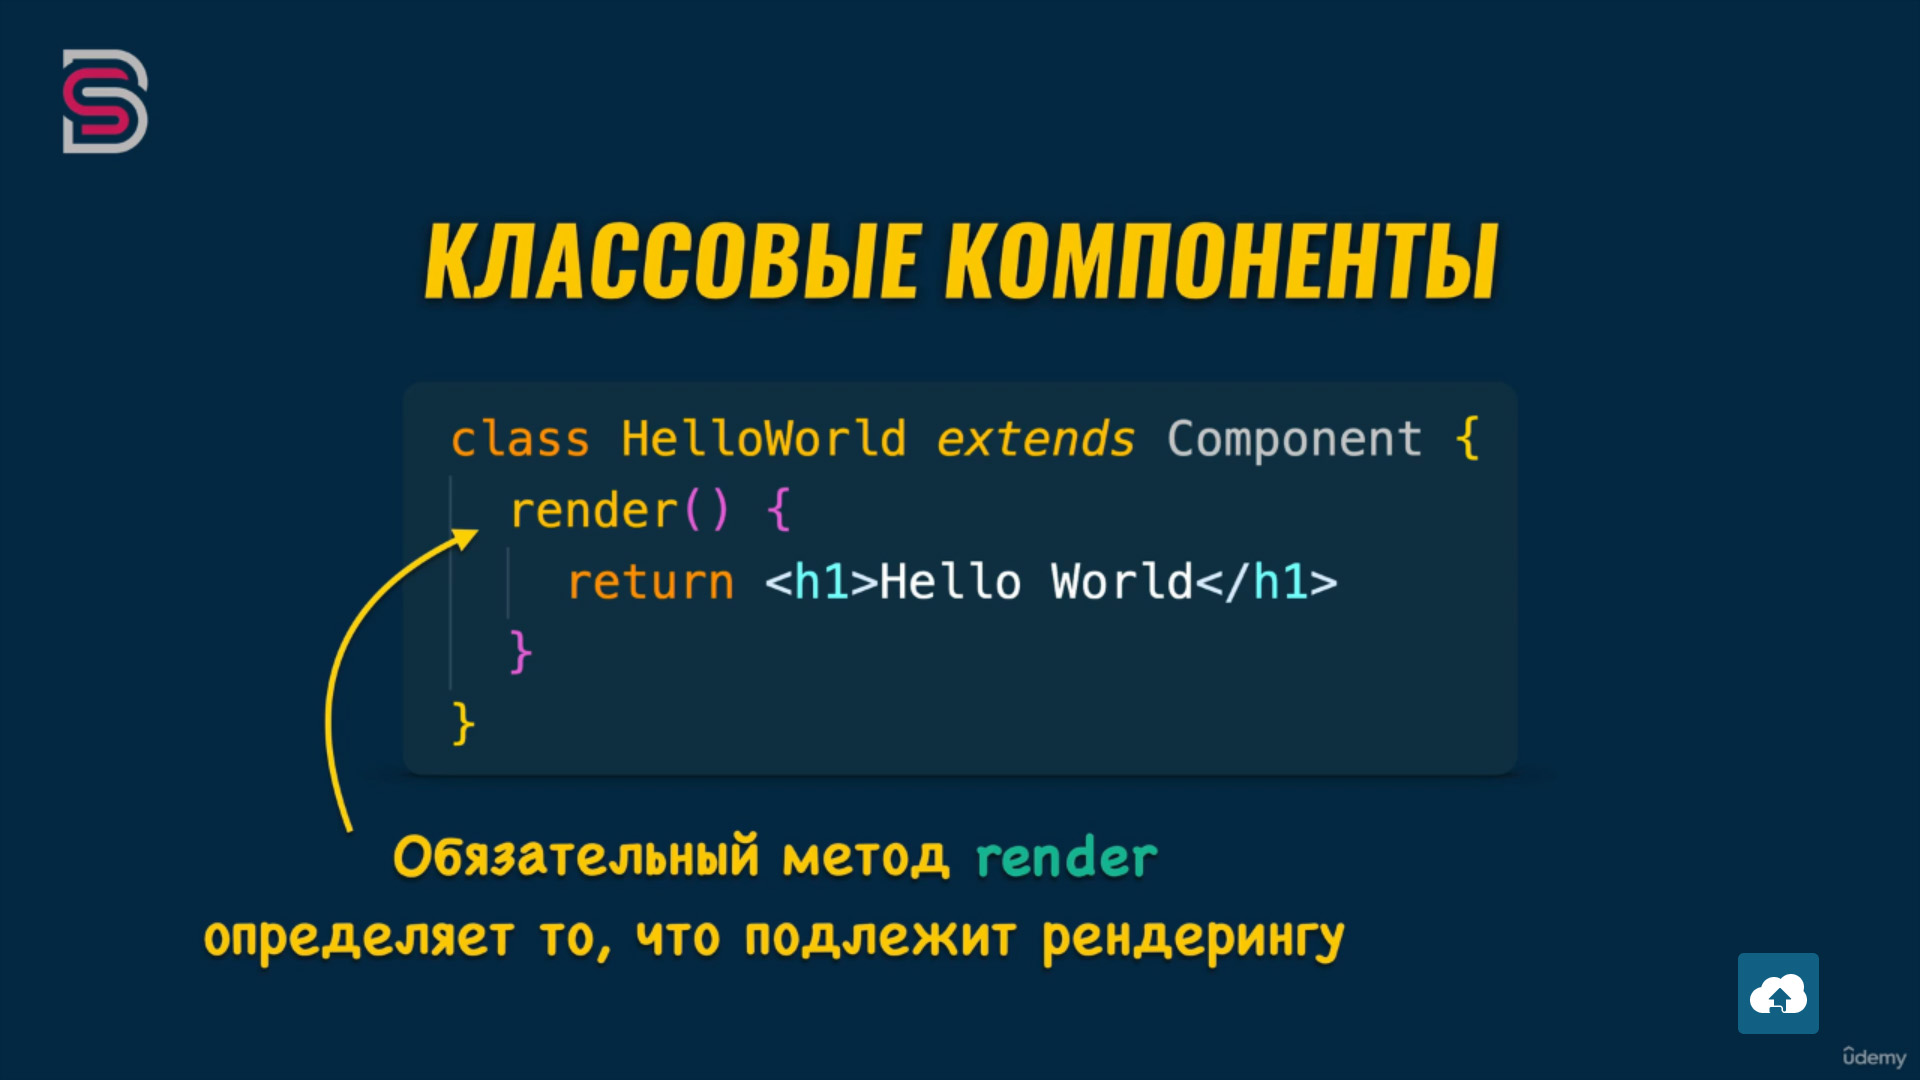 КЛАССОВЫЕ КОМПОНЕНТЫ
class HelloWorld extends Component {
render() {
return <h1>Hello World</h1>
}
}
Обязательный метод render
определяет то, что подлежит рендерингу
ûdemy